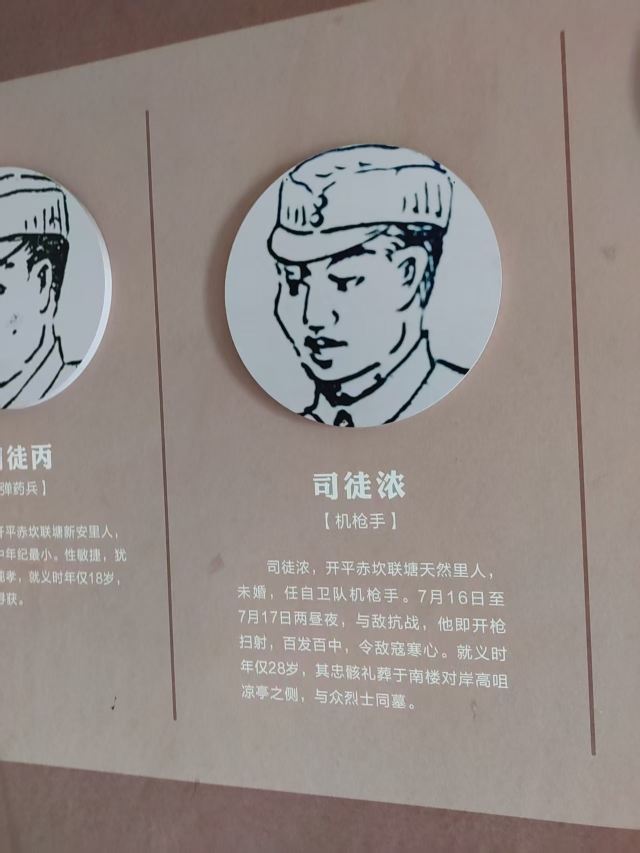 徒丙
弹药兵】
开平赤坎联塘新安里人，
中年纪最小。性敏捷，犹
孝，就义时年仅18岁，
获。
司徒浓
【机枪手】
司徒浓，开平赤坎联塘天然里人，
未婚，任自卫队机枪手。7月16日至
7月17日两昼夜，与敌抗战，他即开枪
扫射，百发百中，令敌寇寒心。就义时
年仅28岁，其忠骸礼葬于南楼对岸高咀
凉亭之侧，与众烈士同墓。